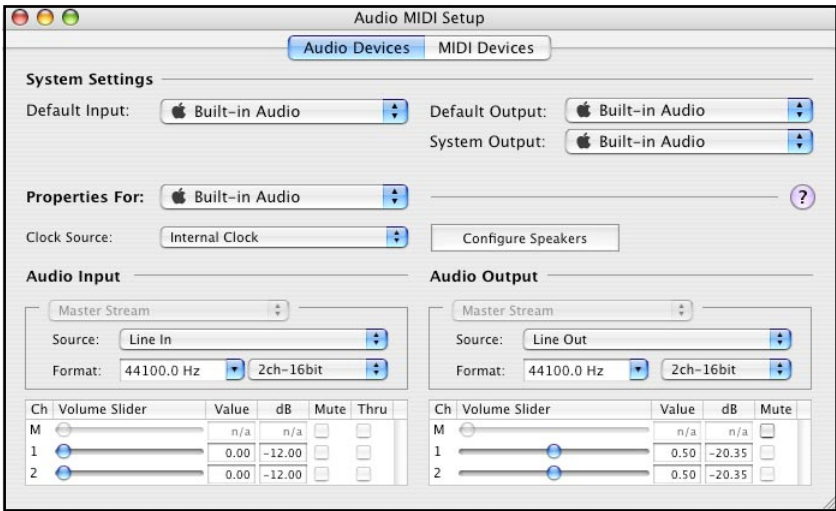 Audio MIDI Setup
Audio Devices MIDI Devices
System Settings
Default Input: Built-in Audio
Default Output: Built-in Audio
System Output: Built-in Audio
Properties For: Built-in Audio ?
Clock Source: Internal Clock Configure Speakers
Audio Input
Master Stream
Source: Line In
Format: 44100.0 Hz 2ch-16bit
Ch Volume Slider Value dB Mute Thru
M n/a n/a
1 0.00 -12.00
2 0.00 -12.00
Audio Output
Master Stream
Source: Line Out
Format: 44100.0 Hz 2ch-16bit
Ch Volume Slider Value dB Mute
M n/a n/a
1 0.50 -20.35
2 0.50 -20.35